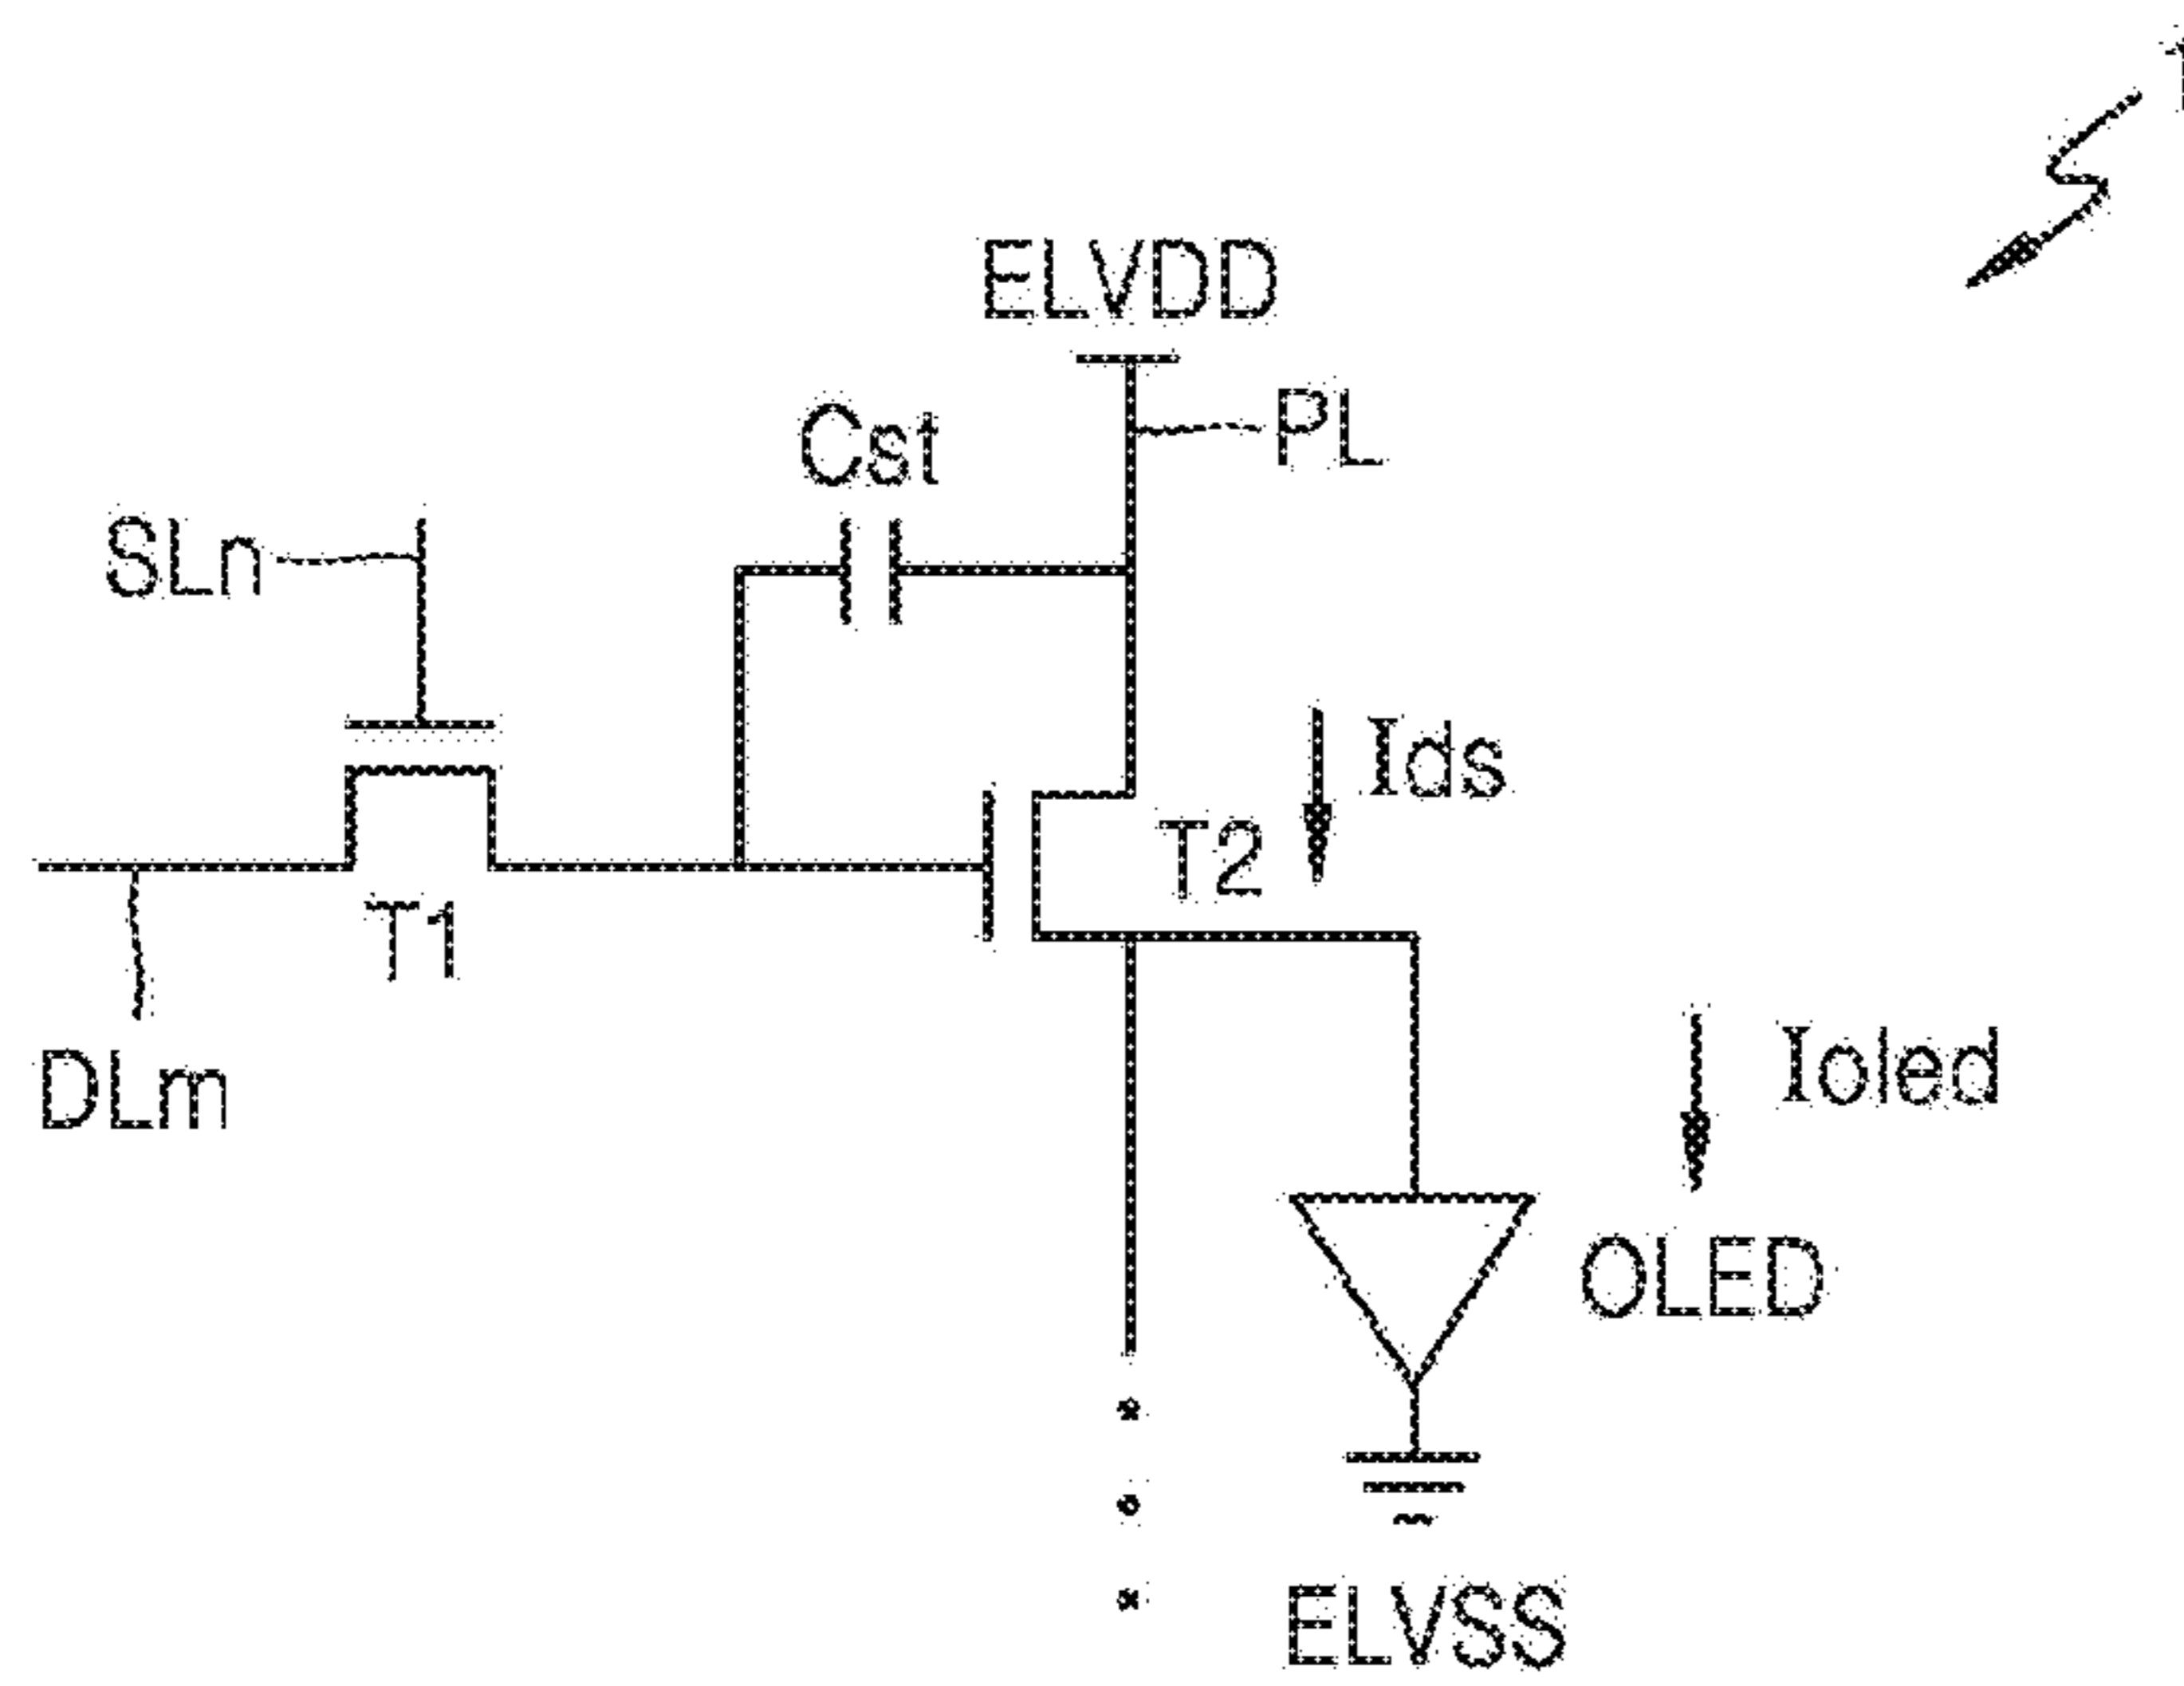 ELVDD
PL
Cst
SLn
Ids
T2
T1
DLm
Ioled
OLED
ELVSS